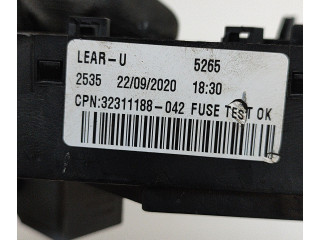 LEAR-U 5265
2535 22/09/2020 18:30
CPN:32311188-042 FUSE TEST OK